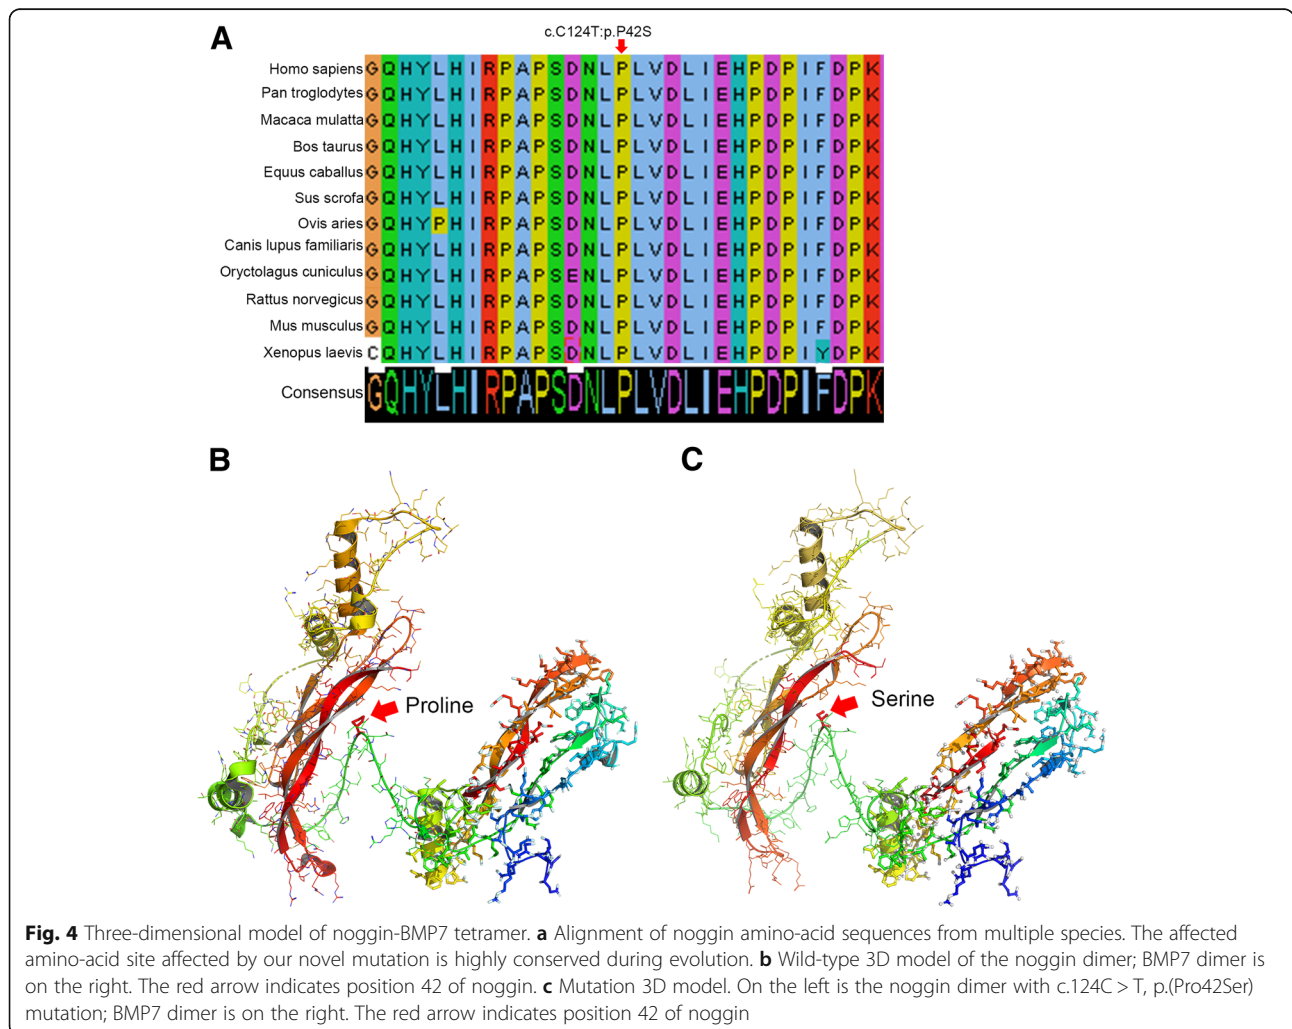 A
c.C124T:p.P42S
Homo sapiens GQHYLHIRPAPSDNLPLVDLIEHPDPIFDPK
Pan troglodytes GQHYLHIRPAPSDNLPLVDLIEHPDPIFDPK
Macaca mulatta GQHYLHIRPAPSDNLPLVDLIEHPDPIFDPK
Bos taurus GQHYLHIRPAPSDNLPLVDLIEHPDPIFDPK
Equus caballus GQHYLHIRPAPSDNLPLVDLIEHPDPIFDPK
Sus scrofa GQHYLHIRPAPSDNLPLVDLIEHPDPIFDPK
Ovis aries GQHYPHIRPAPSDNLPLVDLIEHPDPIFDPK
Canis lupus familiaris GQHYLHIRPAPSDNLPLVDLIEHPDPIFDPK
Oryctolagus cuniculus GQHYLHIRPAPSENLPLVDLIEHPDPIFDPK
Rattus norvegicus GQHYLHIRPAPSDNLPLVDLIEHPDPIFDPK
Mus musculus GQHYLHIRPAPSDNLPLVDLIEHPDPIFDPK
Xenopus laevis CQHYLHIRPAPSDNLPLVDLIEHPDPIYDPK
Consensus GQHYLHIRPAPSDNLPLVDLIEHPDPIFDPK
B
C
Proline
Serine
Fig. 4 Three-dimensional model of noggin-BMP7 tetramer. a Alignment of noggin amino-acid sequences from multiple species. The affected
amino-acid site affected by our novel mutation is highly conserved during evolution. b Wild-type 3D model of the noggin dimer; BMP7 dimer is
on the right. The red arrow indicates position 42 of noggin. c Mutation 3D model. On the left is the noggin dimer with c.124C > T, p.(Pro42Ser)
mutation; BMP7 dimer is on the right. The red arrow indicates position 42 of noggin